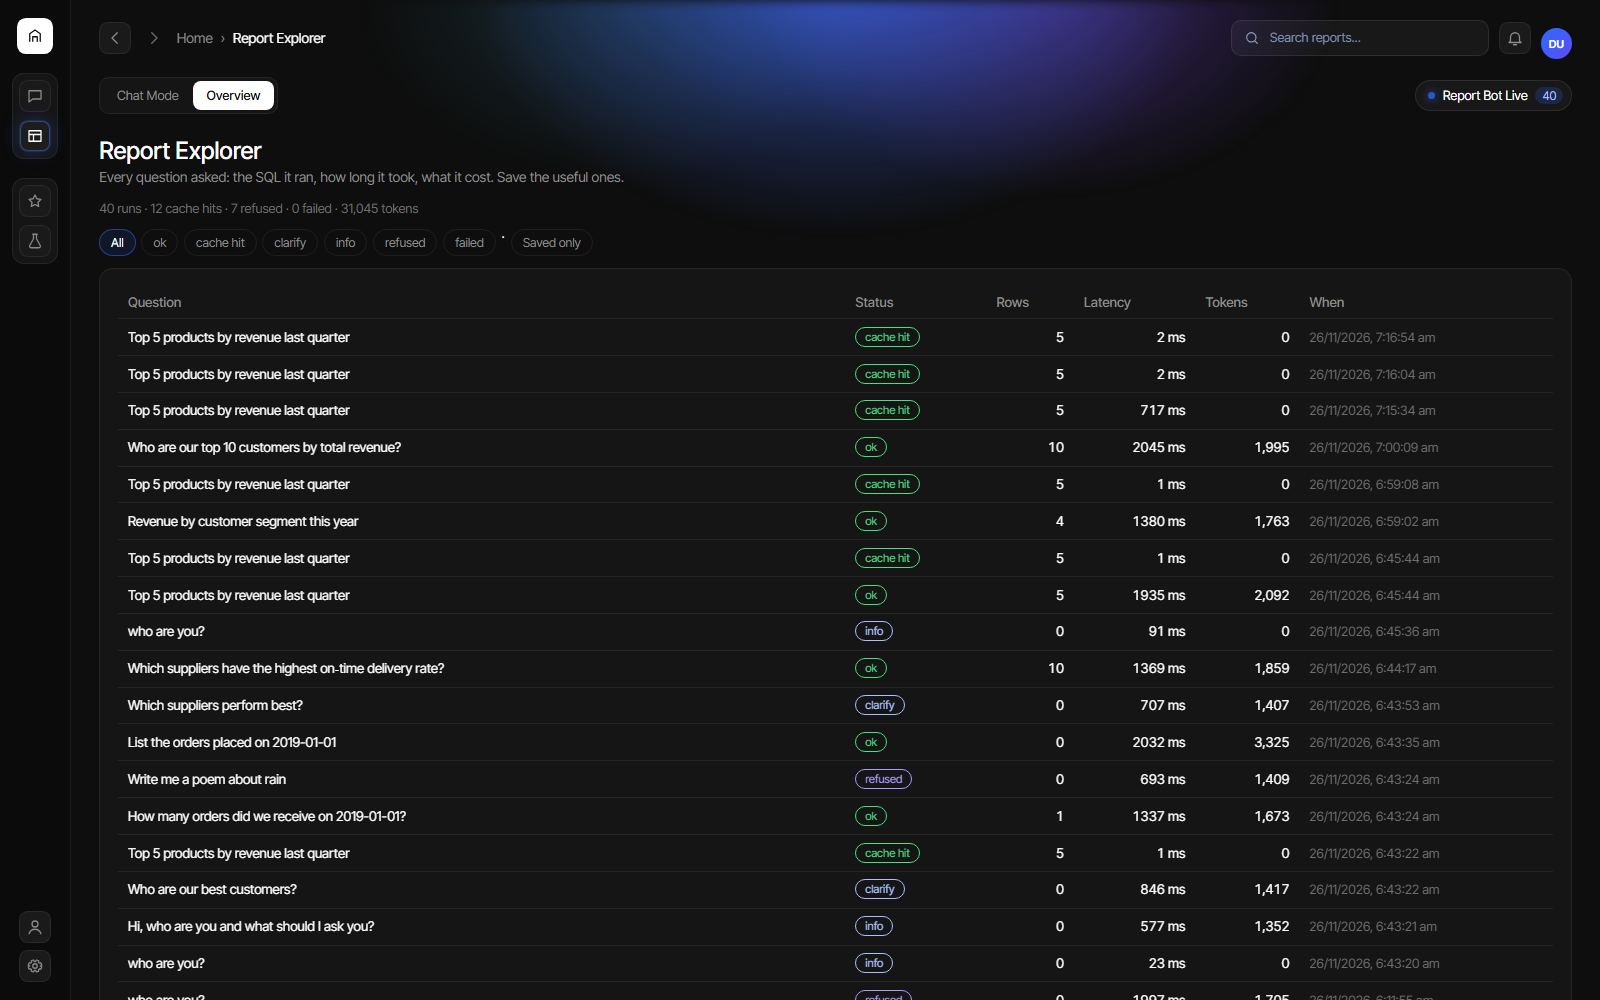 Home › Report Explorer
Search reports...
DU
Chat Mode
Overview
Report Bot Live 40
Report Explorer
Every question asked: the SQL it ran, how long it took, what it cost. Save the useful ones.
40 runs · 12 cache hits · 7 refused · 0 failed · 31,045 tokens
All ok cache hit clarify info refused failed · Saved only
Question Status Rows Latency Tokens When
Top 5 products by revenue last quarter cache hit 5 2 ms 0 26/11/2026, 7:16:54 am
Top 5 products by revenue last quarter cache hit 5 2 ms 0 26/11/2026, 7:16:04 am
Top 5 products by revenue last quarter cache hit 5 717 ms 0 26/11/2026, 7:15:34 am
Who are our top 10 customers by total revenue? ok 10 2045 ms 1,995 26/11/2026, 7:00:09 am
Top 5 products by revenue last quarter cache hit 5 1 ms 0 26/11/2026, 6:59:08 am
Revenue by customer segment this year ok 4 1380 ms 1,763 26/11/2026, 6:59:02 am
Top 5 products by revenue last quarter cache hit 5 1 ms 0 26/11/2026, 6:45:44 am
Top 5 products by revenue last quarter ok 5 1935 ms 2,092 26/11/2026, 6:45:44 am
who are you? info 0 91 ms 0 26/11/2026, 6:45:36 am
Which suppliers have the highest on-time delivery rate? ok 10 1369 ms 1,859 26/11/2026, 6:44:17 am
Which suppliers perform best? clarify 0 707 ms 1,407 26/11/2026, 6:43:53 am
List the orders placed on 2019-01-01 ok 0 2032 ms 3,325 26/11/2026, 6:43:35 am
Write me a poem about rain refused 0 693 ms 1,409 26/11/2026, 6:43:24 am
How many orders did we receive on 2019-01-01? ok 1 1337 ms 1,673 26/11/2026, 6:43:24 am
Top 5 products by revenue last quarter cache hit 5 1 ms 0 26/11/2026, 6:43:22 am
Who are our best customers? clarify 0 846 ms 1,417 26/11/2026, 6:43:22 am
Hi, who are you and what should I ask you? info 0 577 ms 1,352 26/11/2026, 6:43:21 am
who are you? info 0 23 ms 0 26/11/2026, 6:43:20 am
who are you? refused 0 1997 ms 1,705